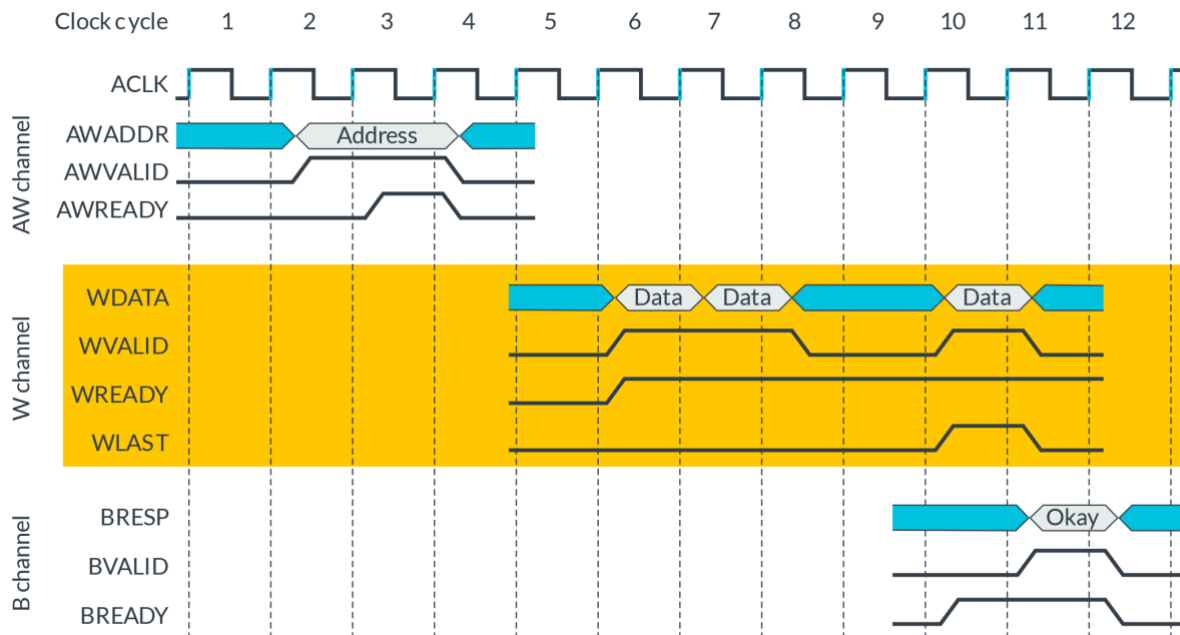 Clock cycle 1 2 3 4 5 6 7 8 9 10 11 12
ACLK
AW channel
AWADDR Address
AWVALID
AWREADY
W channel
WDATA Data Data Data
WVALID
WREADY
WLAST
B channel
BRESP Okay
BVALID
BREADY